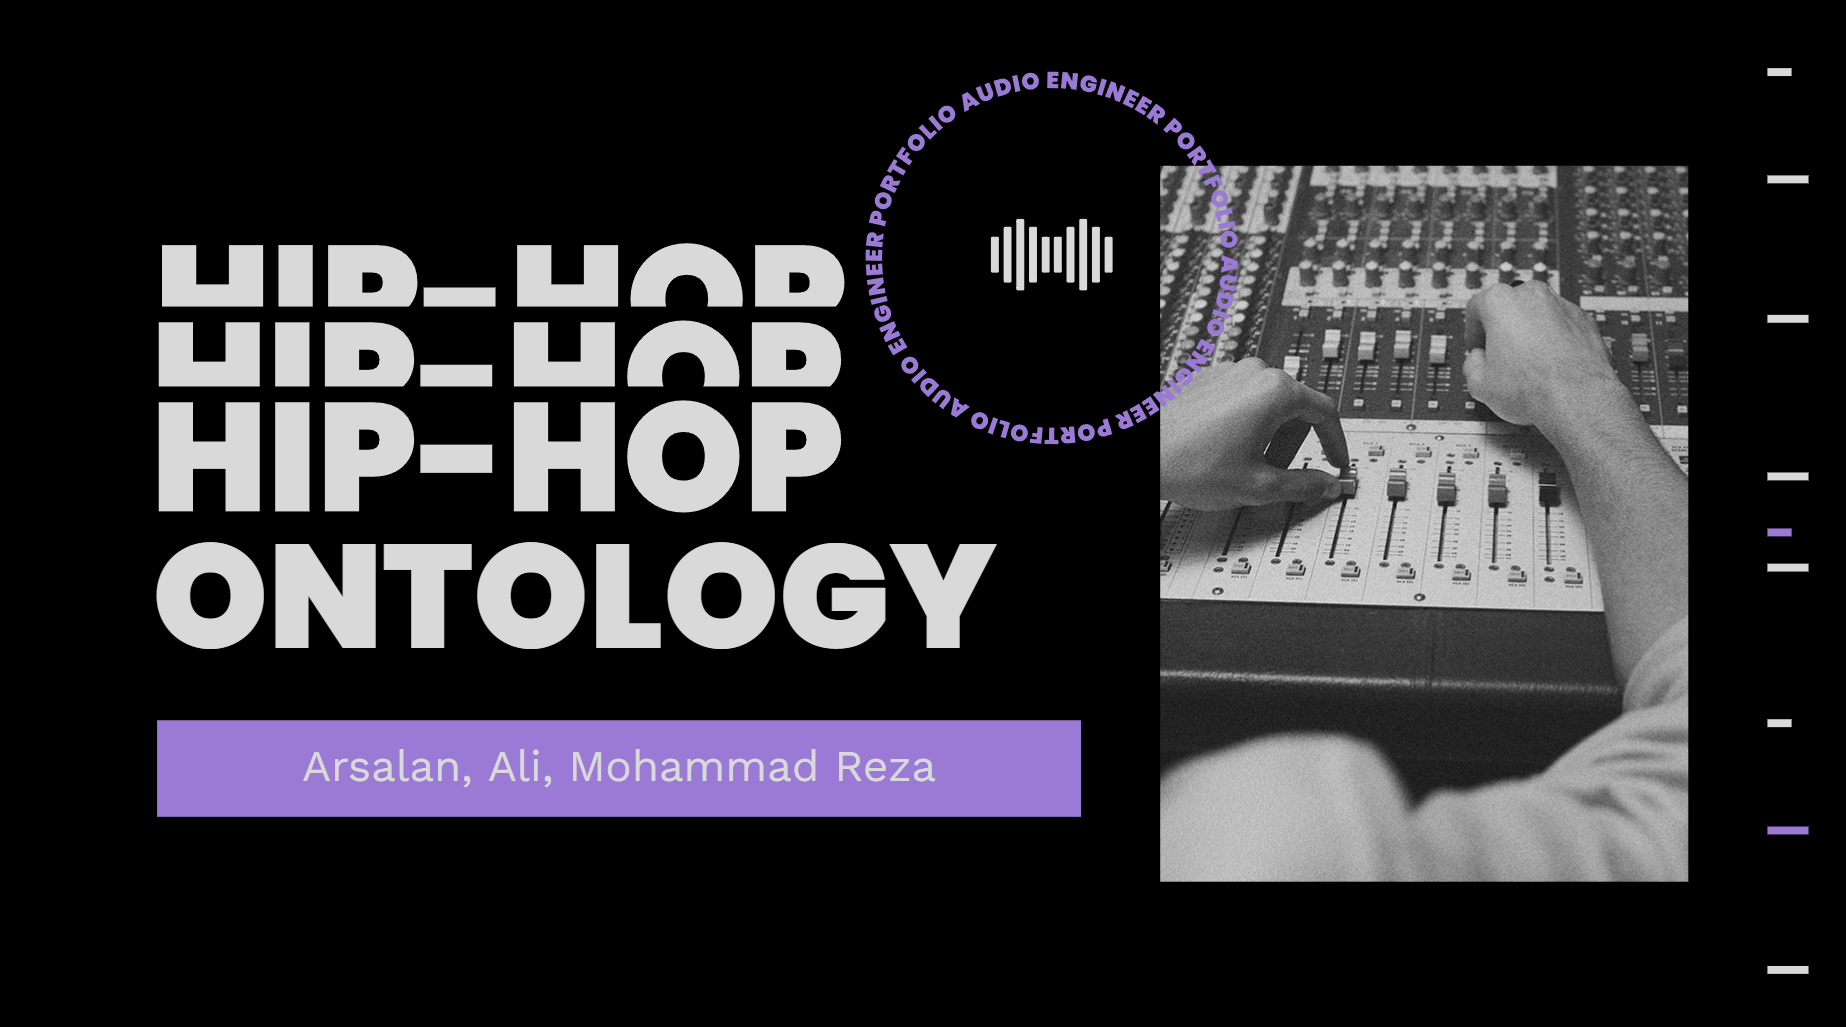 HIP-HOP
HIP-HOP
HIP-HOP
ONTOLOGY
AUDIO ENGINEER PORTFOLIO AUDIO ENGINEER PORTFOLIO AUDIO ENGINEER PORTFOLIO
Arsalan, Ali, Mohammad Reza